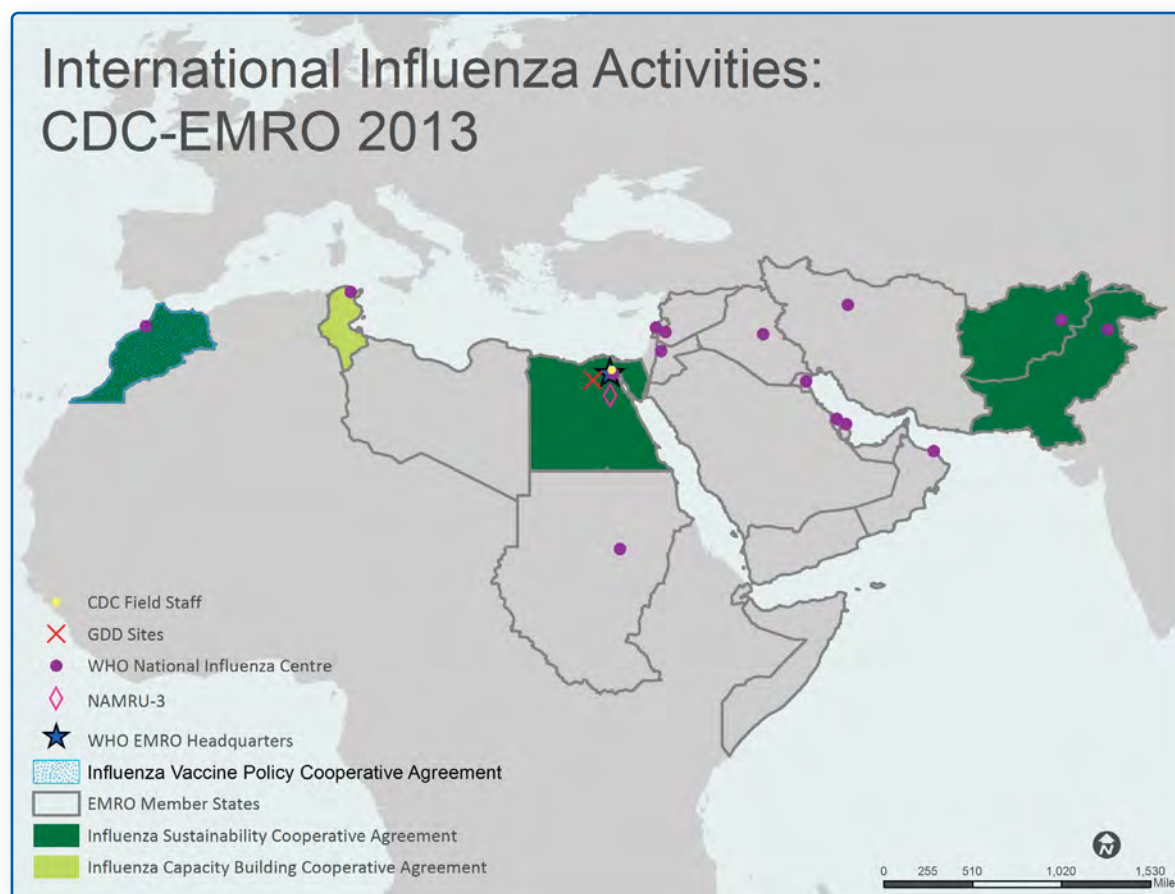 International Influenza Activities:
CDC-EMRO 2013
CDC Field Staff
GDD Sites
WHO National Influenza Centre
NAMRU-3
WHO EMRO Headquarters
Influenza Vaccine Policy Cooperative Agreement
EMRO Member States
Influenza Sustainability Cooperative Agreement
Influenza Capacity Building Cooperative Agreement
N
0 255 510 1,020 1,530
Mile